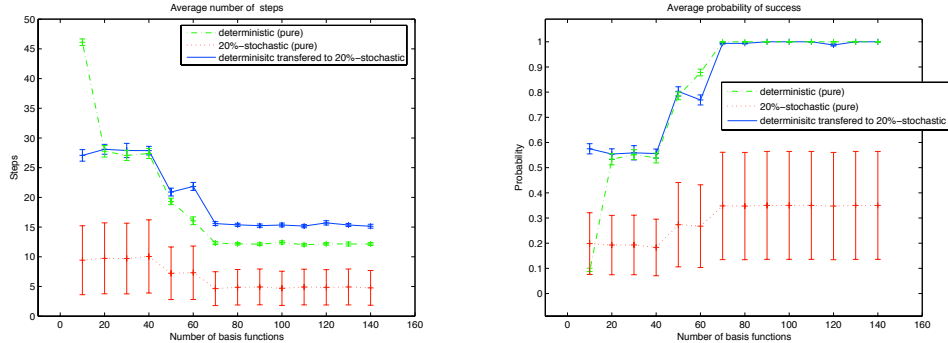 Average number of  steps
50
45
40
35
30
25
20
15
10
5
0
Steps
deterministic (pure)
20%-stochastic (pure)
determinisitc transfered to 20%-stochastic
0 20 40 60 80 100 120 140 160
Number of basis functions
Average probability of success
1
0.9
0.8
0.7
0.6
0.5
0.4
0.3
0.2
0.1
0
Probability
deterministic (pure)
20%-stochastic (pure)
determinisitc transfered to 20%-stochastic
0 20 40 60 80 100 120 140 160
Number of basis functions